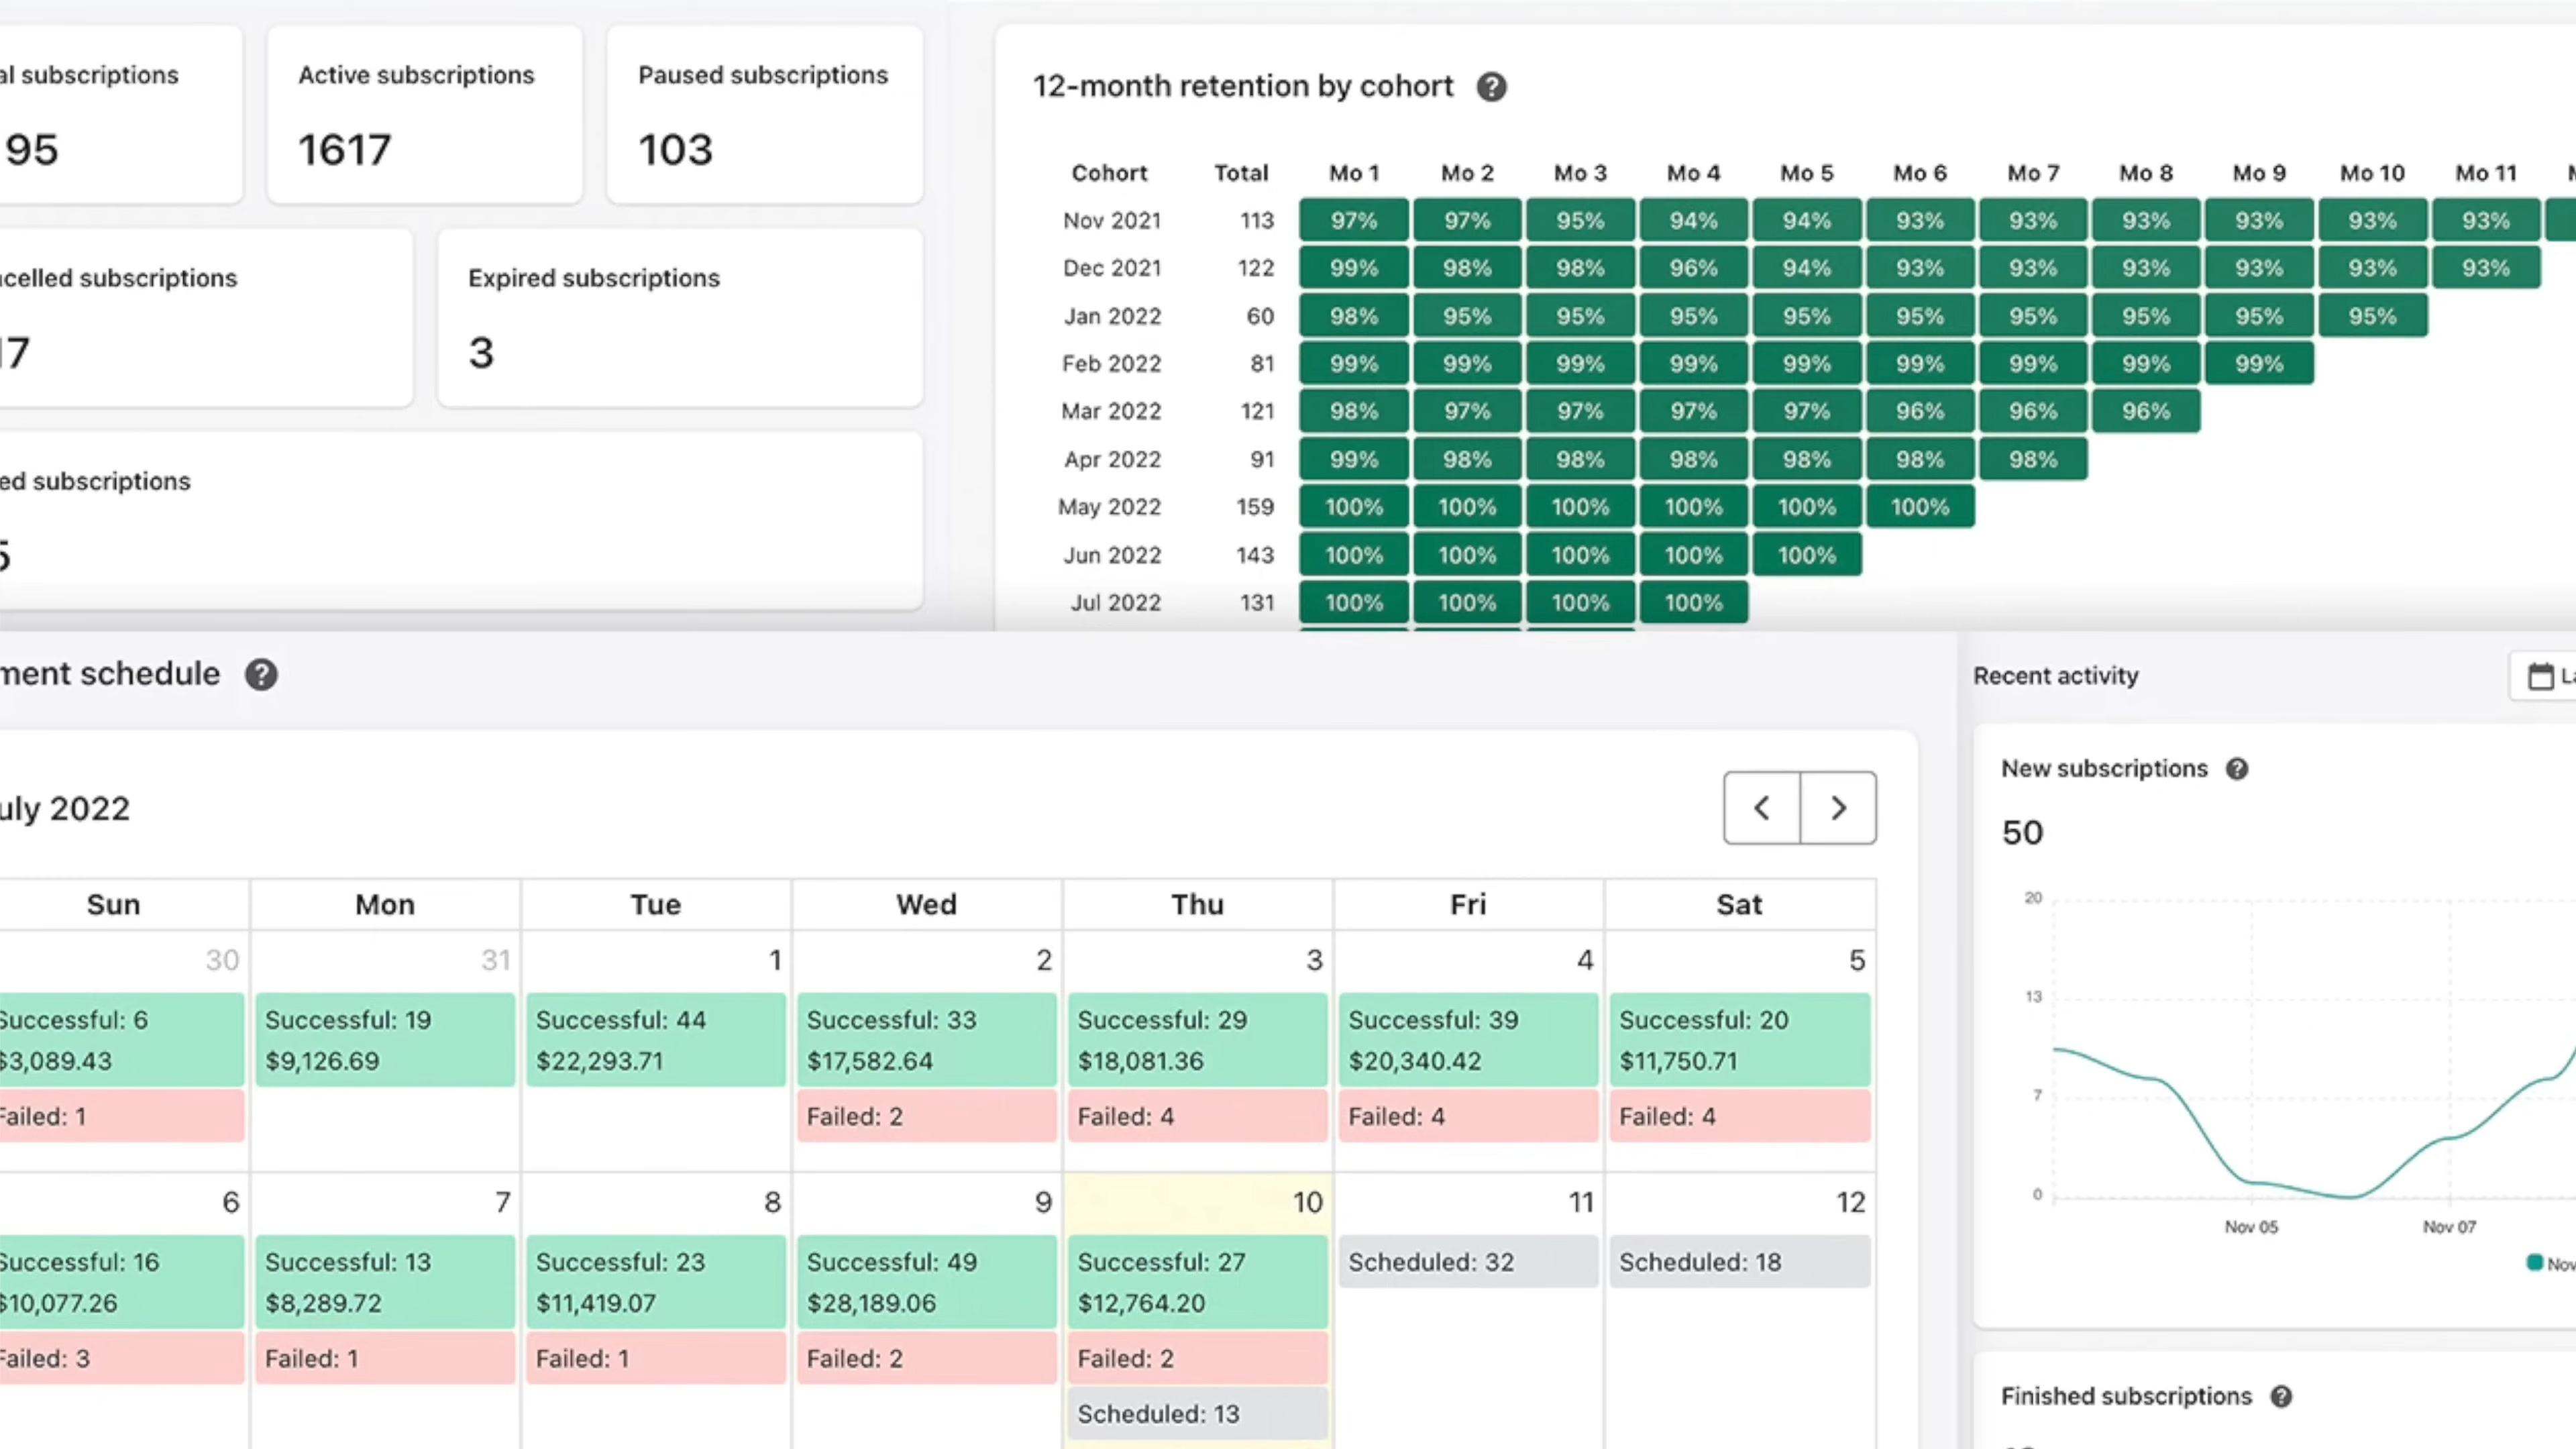 al subscriptions
95
Active subscriptions
1617
Paused subscriptions
103
celled subscriptions
17
Expired subscriptions
3
ed subscriptions
5
12-month retention by cohort ?
Cohort Total Mo 1 Mo 2 Mo 3 Mo 4 Mo 5 Mo 6 Mo 7 Mo 8 Mo 9 Mo 10 Mo 11
Nov 2021 113 97% 97% 95% 94% 94% 93% 93% 93% 93% 93% 93%
Dec 2021 122 99% 98% 98% 96% 94% 93% 93% 93% 93% 93% 93%
Jan 2022 60 98% 95% 95% 95% 95% 95% 95% 95% 95% 95%
Feb 2022 81 99% 99% 99% 99% 99% 99% 99% 99% 99%
Mar 2022 121 98% 97% 97% 97% 97% 96% 96% 96%
Apr 2022 91 99% 98% 98% 98% 98% 98% 98%
May 2022 159 100% 100% 100% 100% 100% 100%
Jun 2022 143 100% 100% 100% 100% 100%
Jul 2022 131 100% 100% 100% 100%
ment schedule ?
uly 2022
Sun Mon Tue Wed Thu Fri Sat
30 31 1 2 3 4 5
Successful: 6 Successful: 19 Successful: 44 Successful: 33 Successful: 29 Successful: 39 Successful: 20
$3,089.43 $9,126.69 $22,293.71 $17,582.64 $18,081.36 $20,340.42 $11,750.71
Failed: 1 Failed: 2 Failed: 4 Failed: 4 Failed: 4
6 7 8 9 10 11 12
Successful: 16 Successful: 13 Successful: 23 Successful: 49 Successful: 27 Scheduled: 32 Scheduled: 18
$10,077.26 $8,289.72 $11,419.07 $28,189.06 $12,764.20
Failed: 3 Failed: 1 Failed: 1 Failed: 2 Failed: 2
Scheduled: 13
Recent activity
La
New subscriptions ?
50
20
13
7
0
Nov 05 Nov 07
Nov
Finished subscriptions ?